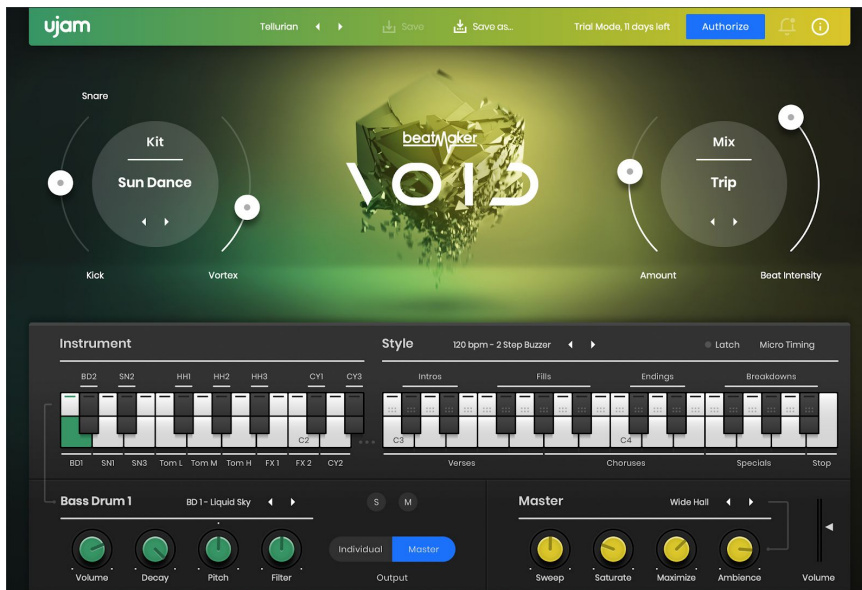 ujam
Tellurian
Save
Save as...
Trial Mode, 11 days left
Authorize
Snare
Kit
Sun Dance
Kick
Vortex
beatMaker
VOID
Mix
Trip
Amount
Beat Intensity
Instrument
BD2 SN2 HH1 HH2 HH3 CY1 CY3
C2
BD1 SN1 SN3 Tom L Tom M Tom H FX 1 FX 2 CY2
Style
120 bpm - 2 Step Buzzer
Latch
Micro Timing
Intros Fills Endings Breakdowns
C3 C4
Verses Choruses Specials Stop
Bass Drum 1
BD 1 - Liquid Sky
S M
Volume Decay Pitch Filter
Individual Master
Output
Master
Wide Hall
Sweep Saturate Maximize Ambience
Volume